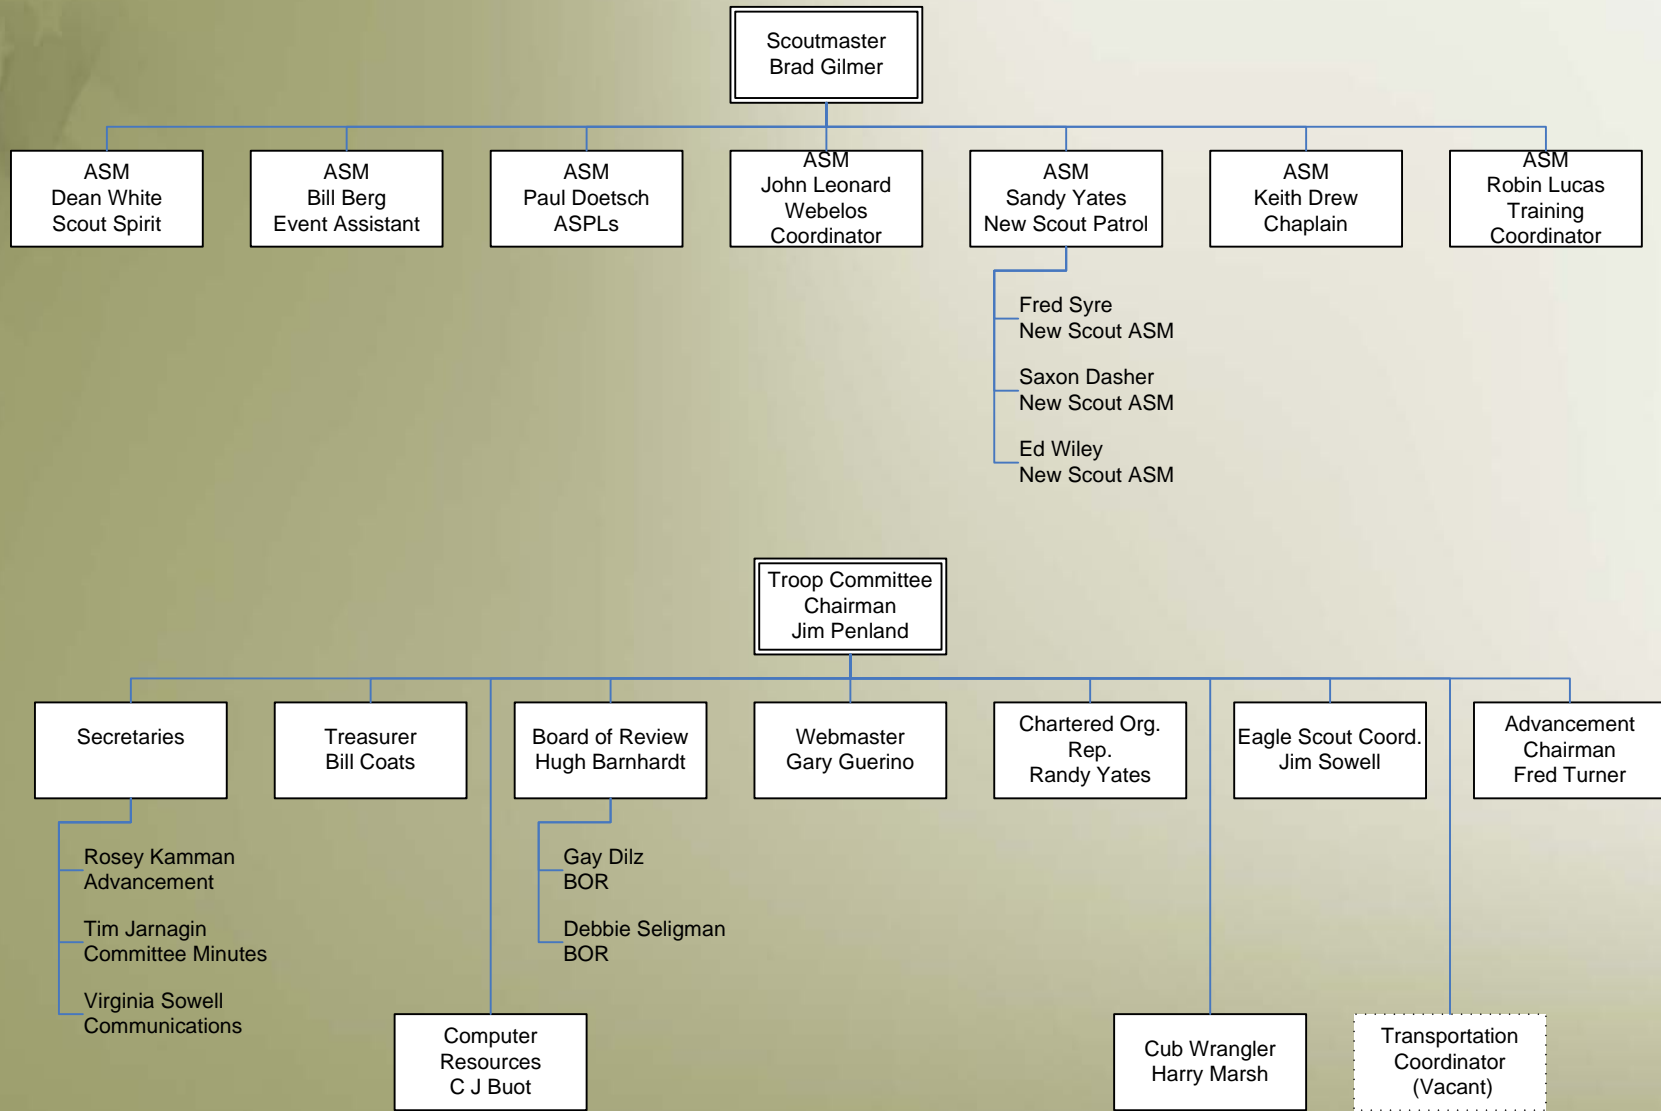 Scoutmaster
Brad Gilmer
ASM
Dean White
Scout Spirit
ASM
Bill Berg
Event Assistant
ASM
Paul Doetsch
ASPLs
ASM
John Leonard
Webelos
Coordinator
ASM
Sandy Yates
New Scout Patrol
ASM
Keith Drew
Chaplain
ASM
Robin Lucas
Training
Coordinator
Fred Syre
New Scout ASM
Saxon Dasher
New Scout ASM
Ed Wiley
New Scout ASM
Troop Committee
Chairman
Jim Penland
Secretaries
Treasurer
Bill Coats
Board of Review
Hugh Barnhardt
Webmaster
Gary Guerino
Chartered Org.
Rep.
Randy Yates
Eagle Scout Coord.
Jim Sowell
Advancement
Chairman
Fred Turner
Rosey Kamman
Advancement
Tim Jarnagin
Committee Minutes
Virginia Sowell
Communications
Gay Dilz
BOR
Debbie Seligman
BOR
Computer
Resources
C J Buot
Cub Wrangler
Harry Marsh
Transportation
Coordinator
(Vacant)